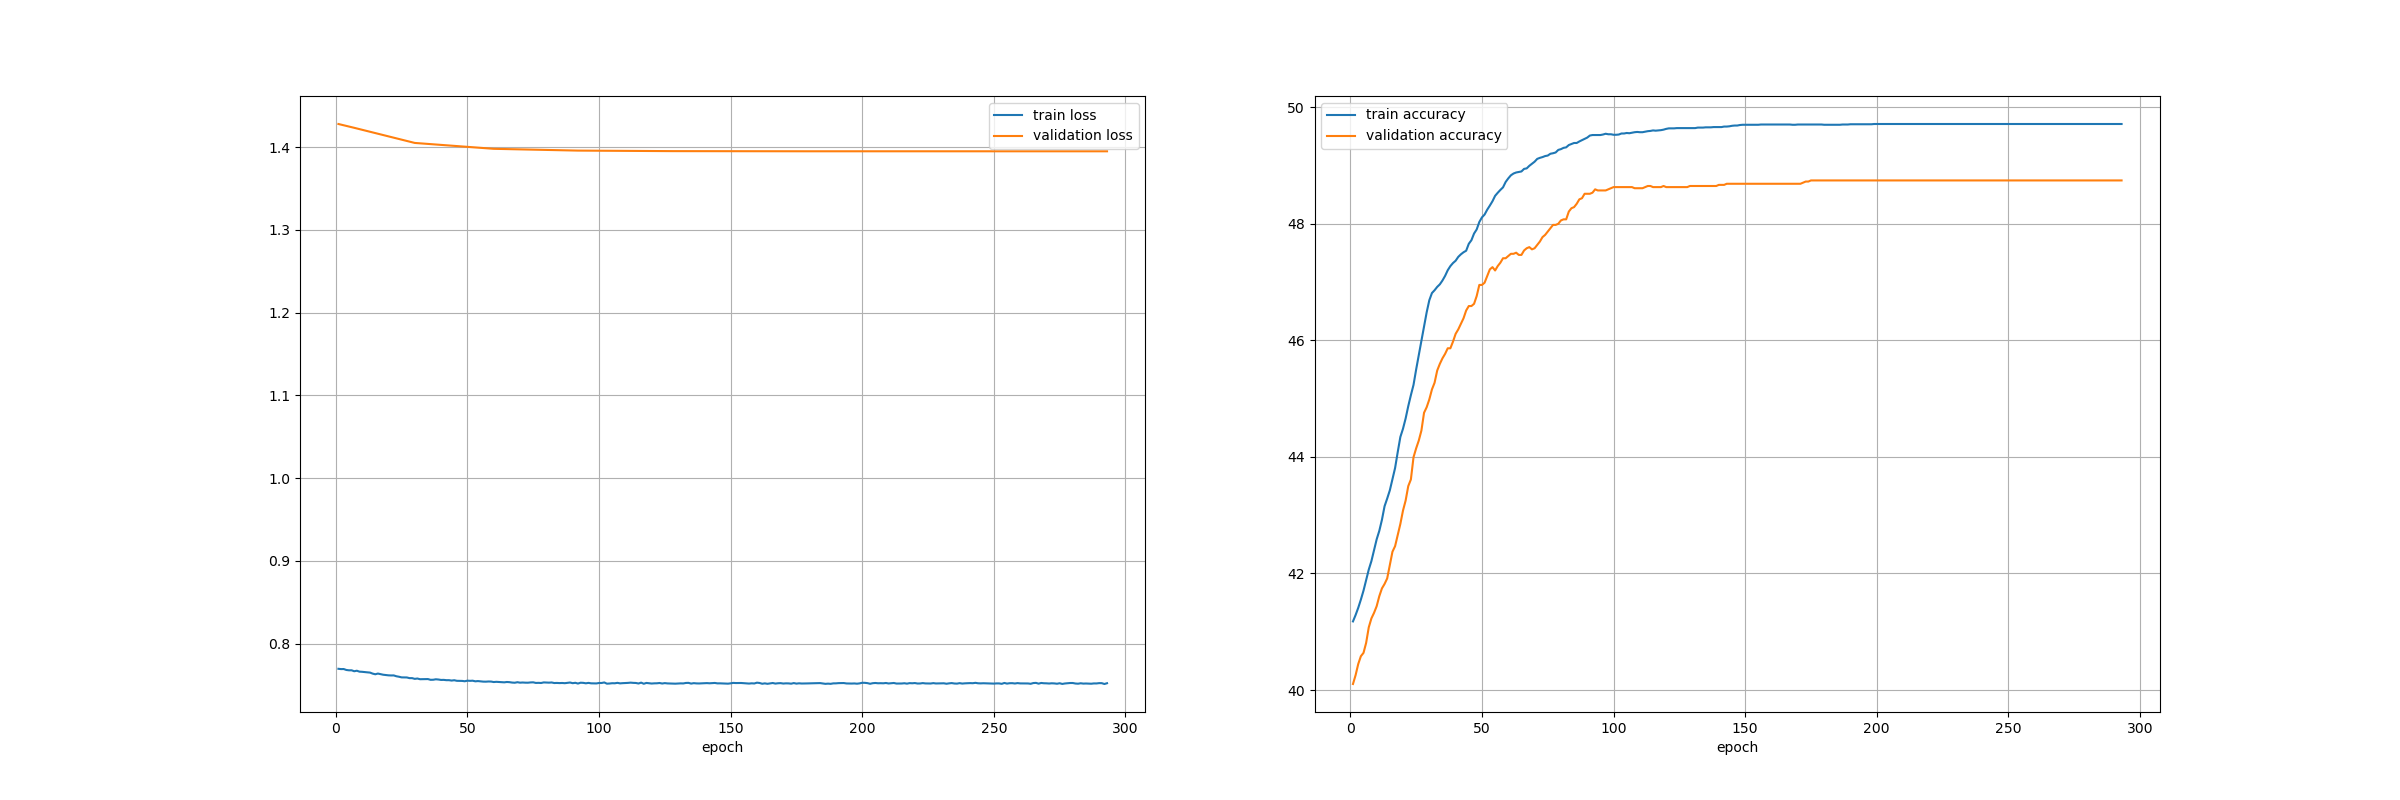 train loss
validation loss
1.4
1.3
1.2
1.1
1.0
0.9
0.8
0 50 100 150 200 250 300
epoch
train accuracy
validation accuracy
50
48
46
44
42
40
0 50 100 150 200 250 300
epoch